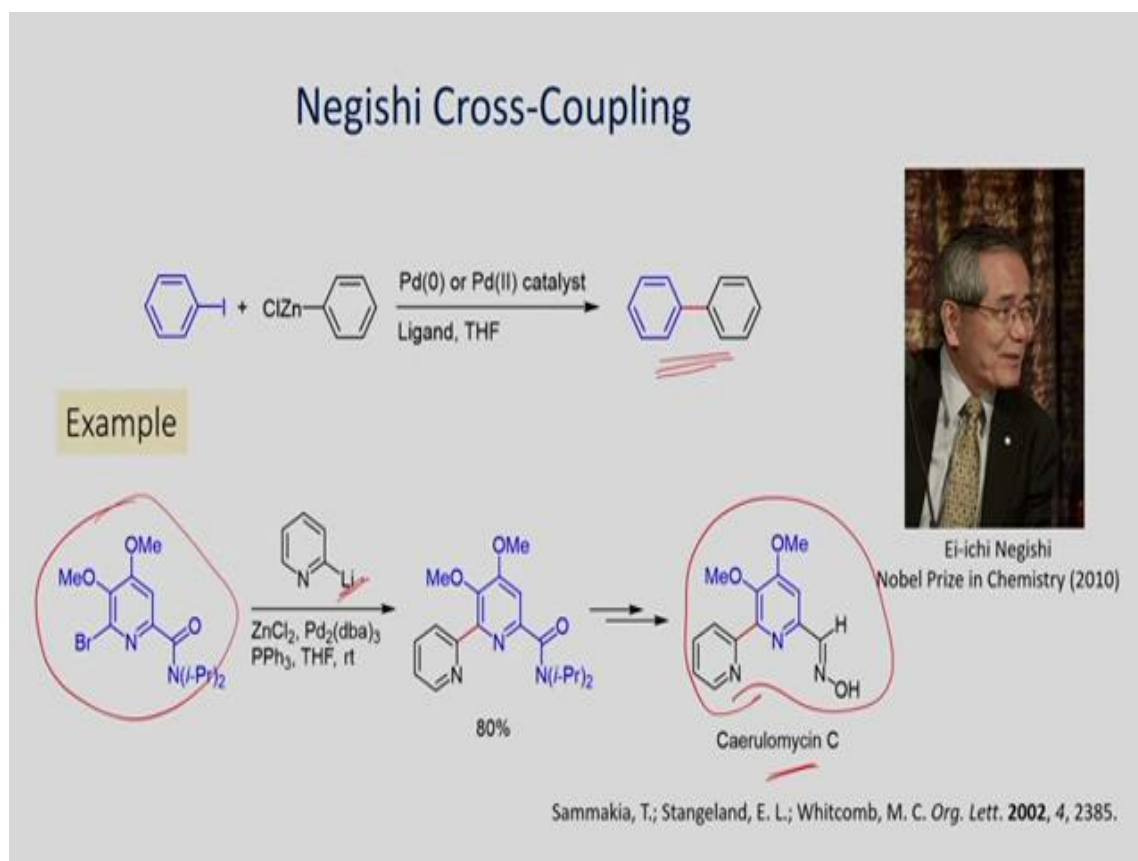 Negishi Cross-Coupling
I + ClZn
Pd(0) or Pd(II) catalyst
Ligand, THF
Example
OMe
MeO
Br
N
O
N(i-Pr)2
N
Li
ZnCl2, Pd2(dba)3
PPh3, THF, rt
OMe
MeO
N
O
N
N(i-Pr)2
80%
OMe
MeO
N
H
N
N
OH
Caerulomycin C
Ei-ichi Negishi
Nobel Prize in Chemistry (2010)
Sammakia, T.; Stangeland, E. L.; Whitcomb, M. C. Org. Lett. 2002, 4, 2385.